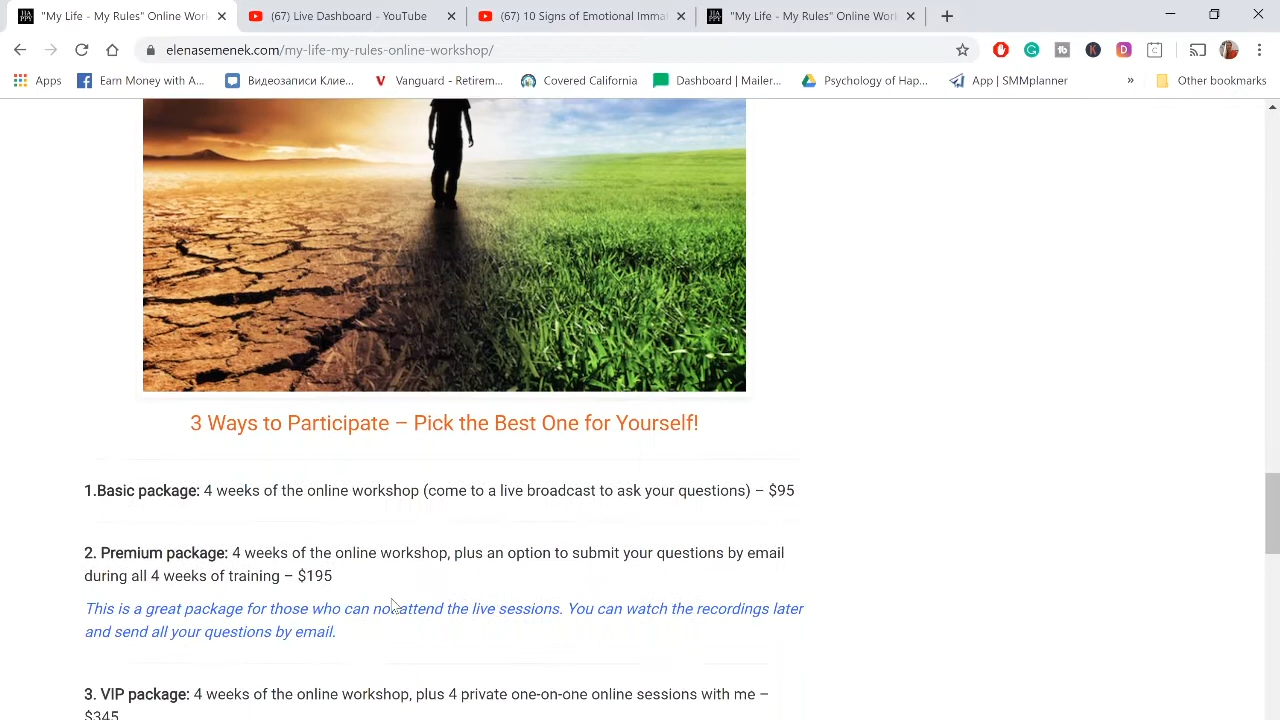 "My Life - My Rules" Online Wor
(67) Live Dashboard - YouTube
(67) 10 Signs of Emotional Imma
"My Life - My Rules" Online Wor
elenasemenek.com/my-life-my-rules-online-workshop/
Apps
Earn Money with A...
Видеозаписи Клие...
Vanguard - Retirem...
Covered California
Dashboard | Mailer...
Psychology of Hap...
App | SMMplanner
»
Other bookmarks
3 Ways to Participate – Pick the Best One for Yourself!
1.Basic package: 4 weeks of the online workshop (come to a live broadcast to ask your questions) – $95
2. Premium package: 4 weeks of the online workshop, plus an option to submit your questions by email
during all 4 weeks of training – $195
This is a great package for those who can not attend the live sessions. You can watch the recordings later
and send all your questions by email.
3. VIP package: 4 weeks of the online workshop, plus 4 private one-on-one online sessions with me –
$345